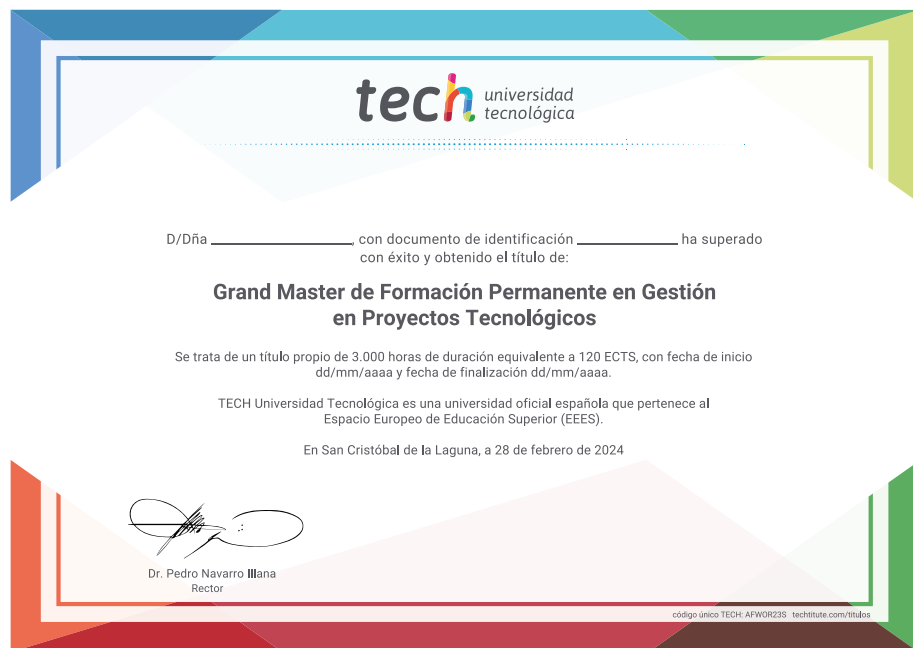 tech universidad
tecnológica
D/Dña ____________________, con documento de identificación ______________ ha superado
con éxito y obtenido el título de:
Grand Master de Formación Permanente en Gestión
en Proyectos Tecnológicos
Se trata de un título propio de 3.000 horas de duración equivalente a 120 ECTS, con fecha de inicio
dd/mm/aaaa y fecha de finalización dd/mm/aaaa.
TECH Universidad Tecnológica es una universidad oficial española que pertenece al
Espacio Europeo de Educación Superior (EEES).
En San Cristóbal de la Laguna, a 28 de febrero de 2024
Dr. Pedro Navarro Illana
Rector
código único TECH: AFWOR23S techtitute.com/titulos